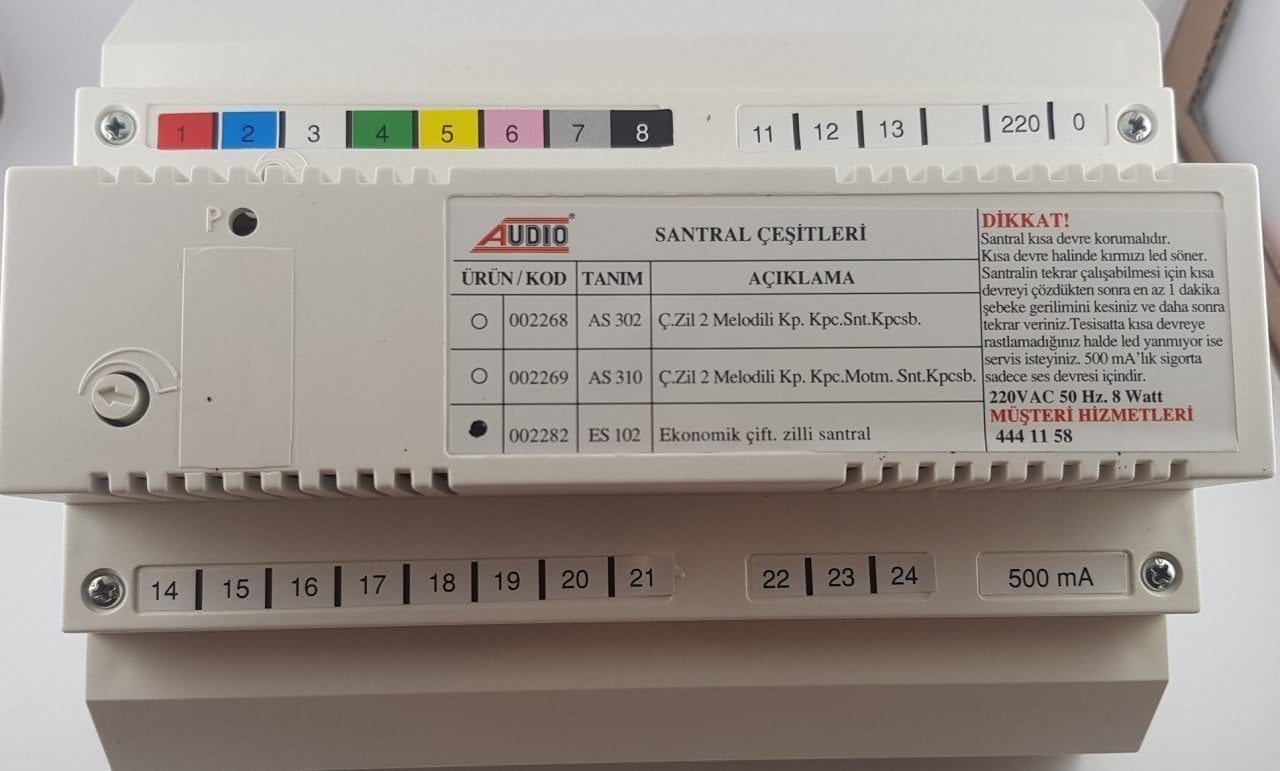 1 2 3 4 5 6 7 8
11 12 13 220 0
P
AUDIO®
SANTRAL ÇEŞİTLERİ
ÜRÜN / KOD TANIM AÇIKLAMA
002268 AS 302 Ç.Zil 2 Melodili Kp. Kpc.Snt.Kpcsb.
002269 AS 310 Ç.Zil 2 Melodili Kp. Kpc.Motm. Snt.Kpcsb.
002282 ES 102 Ekonomik çift. zilli santral
DİKKAT!
Santral kısa devre korumalıdır.
Kısa devre halinde kırmızı led söner.
Santralin tekrar çalışabilmesi için kısa
devreyi çözdükten sonra en az 1 dakika
şebeke gerilimini kesiniz ve daha sonra
tekrar veriniz.Tesisatta kısa devreye
rastlamadığınız halde led yanmıyor ise
servis isteyiniz. 500 mA'lik sigorta
sadece ses devresi içindir.
220VAC 50 Hz. 8 Watt
MÜŞTERİ HİZMETLERİ
444 11 58
14 15 16 17 18 19 20 21
22 23 24
500 mA